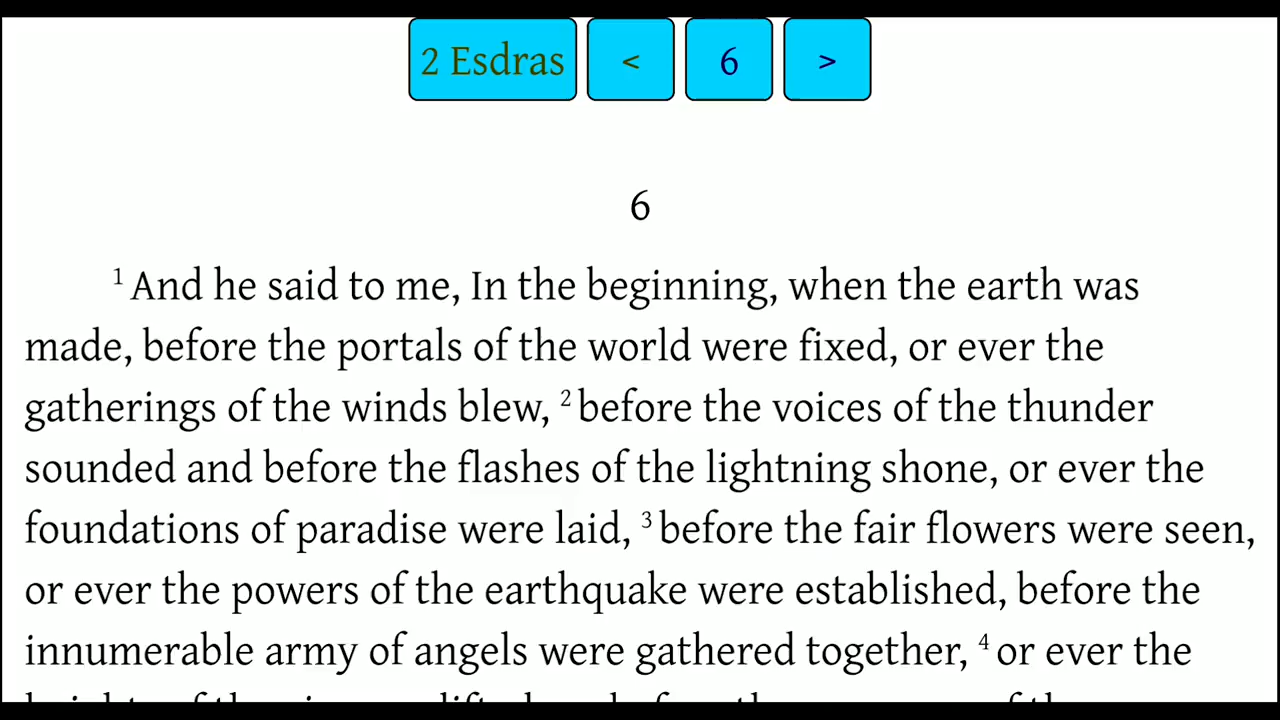 2 Esdras < 6 >
6
1 And he said to me, In the beginning, when the earth was
made, before the portals of the world were fixed, or ever the
gatherings of the winds blew, 2 before the voices of the thunder
sounded and before the flashes of the lightning shone, or ever the
foundations of paradise were laid, 3 before the fair flowers were seen,
or ever the powers of the earthquake were established, before the
innumerable army of angels were gathered together, 4 or ever the